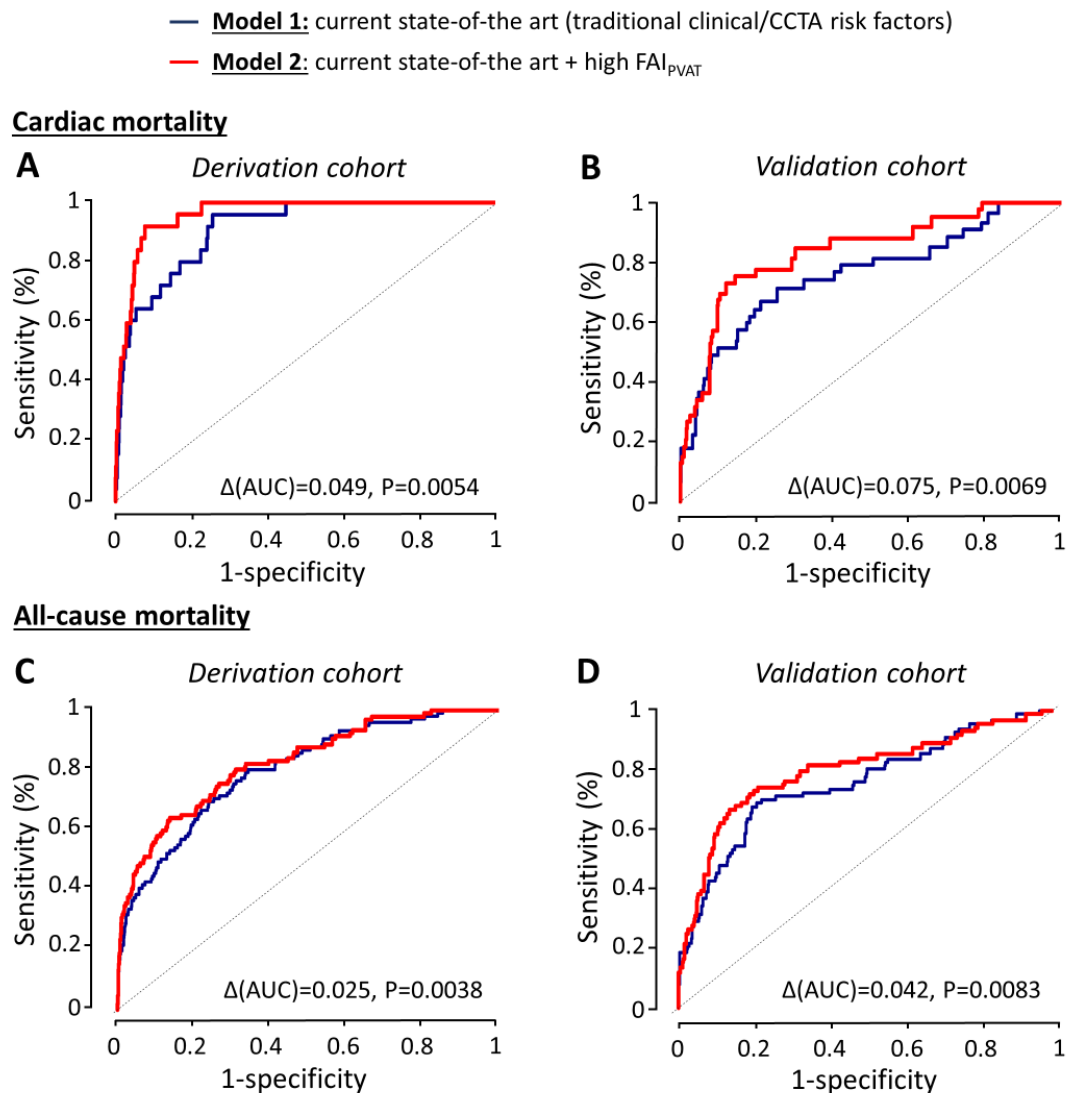 Model 1: current state-of-the art (traditional clinical/CCTA risk factors)
Model 2: current state-of-the art + high FAIPVAT
Cardiac mortality
A
Derivation cohort
1
0.8
0.6
0.4
0.2
0
Sensitivity (%)
Δ(AUC)=0.049, P=0.0054
0 0.2 0.4 0.6 0.8 1
1-specificity
B
Validation cohort
1
0.8
0.6
0.4
0.2
0
Sensitivity (%)
Δ(AUC)=0.075, P=0.0069
0 0.2 0.4 0.6 0.8 1
1-specificity
All-cause mortality
C
Derivation cohort
1
0.8
0.6
0.4
0.2
0
Sensitivity (%)
Δ(AUC)=0.025, P=0.0038
0 0.2 0.4 0.6 0.8 1
1-specificity
D
Validation cohort
1
0.8
0.6
0.4
0.2
0
Sensitivity (%)
Δ(AUC)=0.042, P=0.0083
0 0.2 0.4 0.6 0.8 1
1-specificity